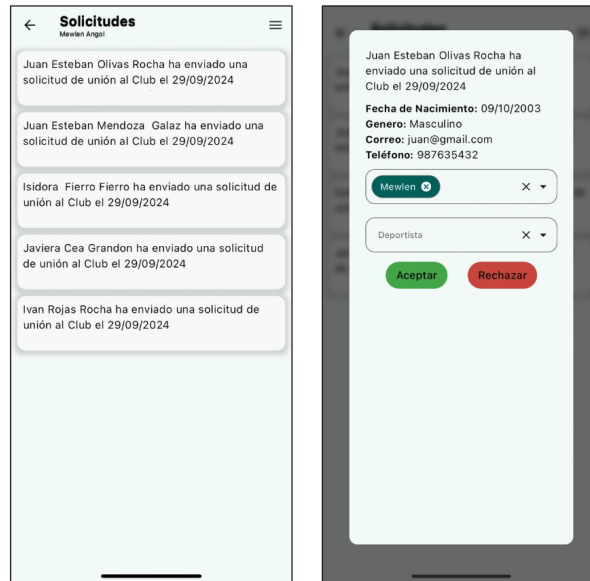 Solicitudes
Mewlen Angol
Juan Esteban Olivas Rocha ha enviado una
solicitud de unión al Club el 29/09/2024
Juan Esteban Mendoza  Galaz ha enviado una
solicitud de unión al Club el 29/09/2024
Isidora  Fierro Fierro ha enviado una solicitud de
unión al Club el 29/09/2024
Javiera Cea Grandon ha enviado una solicitud
de unión al Club el 29/09/2024
Ivan Rojas Rocha ha enviado una solicitud de
unión al Club el 29/09/2024
Juan Esteban Olivas Rocha ha
enviado una solicitud de unión al
Club el 29/09/2024
Fecha de Nacimiento: 09/10/2003
Genero: Masculino
Correo: juan@gmail.com
Teléfono: 987635432
Mewlen
Deportista
Aceptar
Rechazar